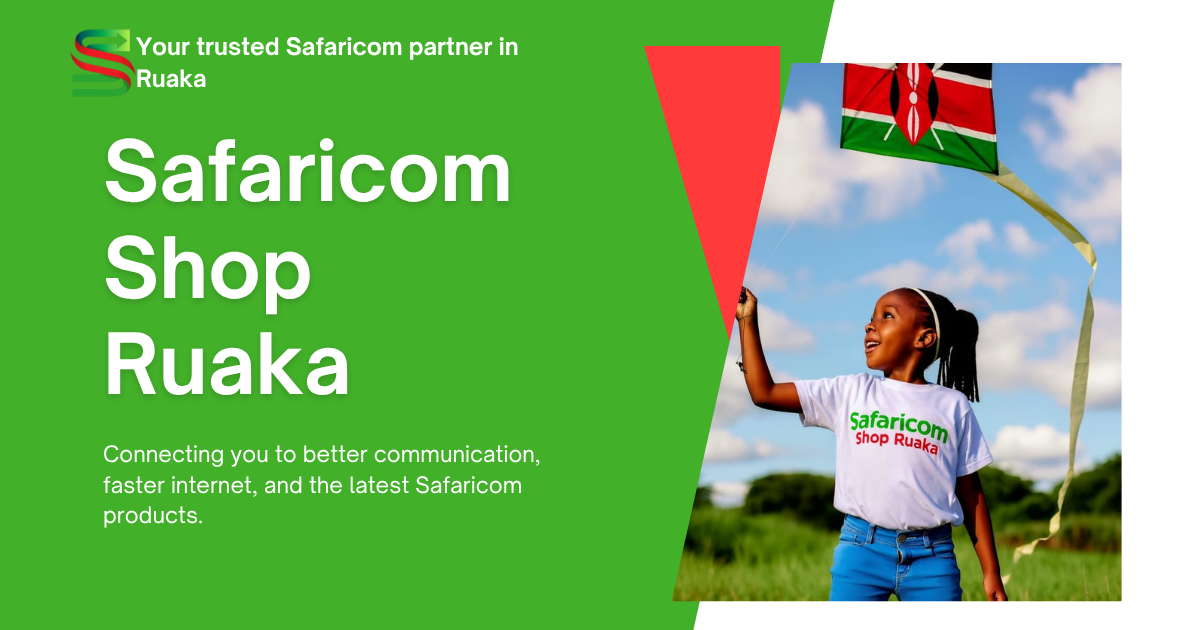 Your trusted Safaricom partner in
Ruaka
Safaricom
Shop
Ruaka
Connecting you to better communication,
faster internet, and the latest Safaricom
products.
Safaricom
Shop Ruaka